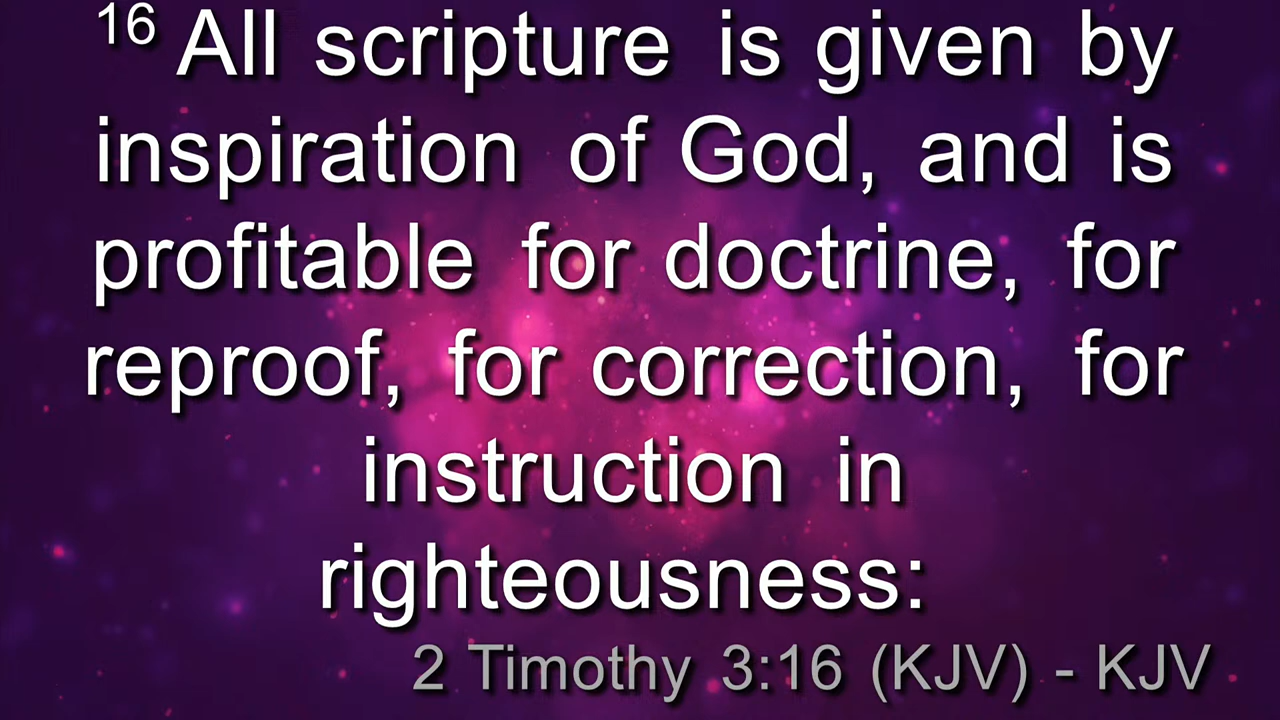 16 All scripture is given by
inspiration of God, and is
profitable for doctrine, for
reproof, for correction, for
instruction in
righteousness:
2 Timothy 3:16 (KJV) - KJV